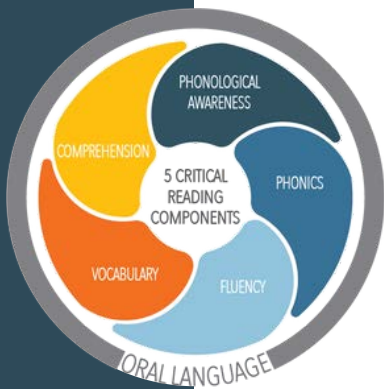 PHONOLOGICAL
AWARENESS
COMPREHENSION
5 CRITICAL
READING
COMPONENTS
PHONICS
VOCABULARY
FLUENCY
ORAL LANGUAGE